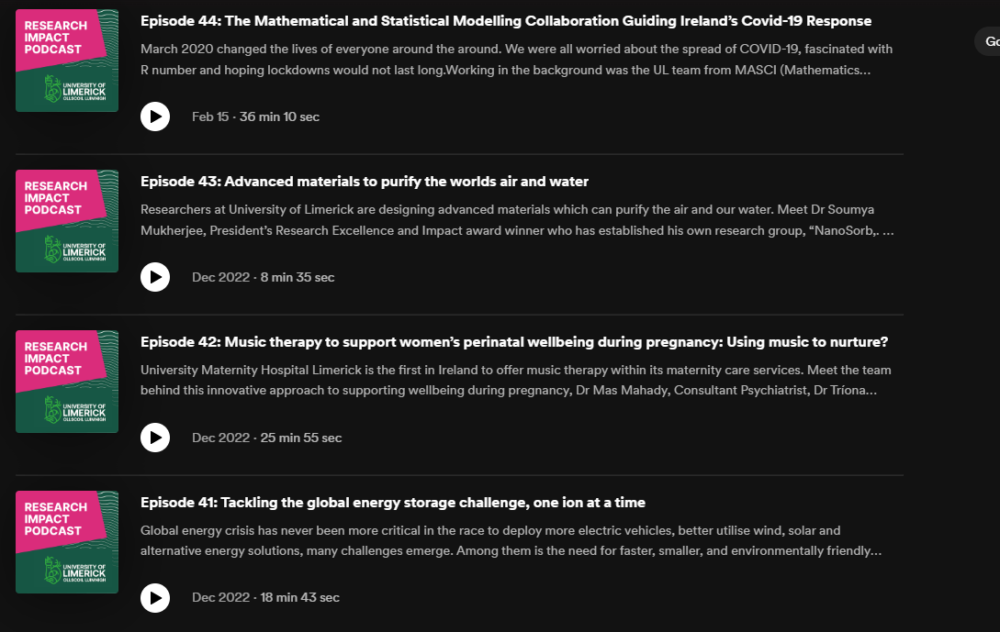 RESEARCH
IMPACT
PODCAST
UNIVERSITY OF
LIMERICK
OLLSCOIL LUIMNIGH
Episode 44: The Mathematical and Statistical Modelling Collaboration Guiding Ireland's Covid-19 Response
March 2020 changed the lives of everyone around the around. We were all worried about the spread of COVID-19, fascinated with
R number and hoping lockdowns would not last long.Working in the background was the UL team from MASCI (Mathematics...
Feb 15 · 36 min 10 sec
Go
RESEARCH
IMPACT
PODCAST
UNIVERSITY OF
LIMERICK
OLLSCOIL LUIMNIGH
Episode 43: Advanced materials to purify the worlds air and water
Researchers at University of Limerick are designing advanced materials which can purify the air and our water. Meet Dr Soumya
Mukherjee, President's Research Excellence and Impact award winner who has established his own research group, “NanoSorb,. ...
Dec 2022 · 8 min 35 sec
RESEARCH
IMPACT
PODCAST
UNIVERSITY OF
LIMERICK
OLLSCOIL LUIMNIGH
Episode 42: Music therapy to support women's perinatal wellbeing during pregnancy: Using music to nurture?
University Maternity Hospital Limerick is the first in Ireland to offer music therapy within its maternity care services. Meet the team
behind this innovative approach to supporting wellbeing during pregnancy, Dr Mas Mahady, Consultant Psychiatrist, Dr Tríona...
Dec 2022 · 25 min 55 sec
RESEARCH
IMPACT
PODCAST
UNIVERSITY OF
LIMERICK
OLLSCOIL LUIMNIGH
Episode 41: Tackling the global energy storage challenge, one ion at a time
Global energy crisis has never been more critical in the race to deploy more electric vehicles, better utilise wind, solar and
alternative energy solutions, many challenges emerge. Among them is the need for faster, smaller, and environmentally friendly...
Dec 2022 · 18 min 43 sec